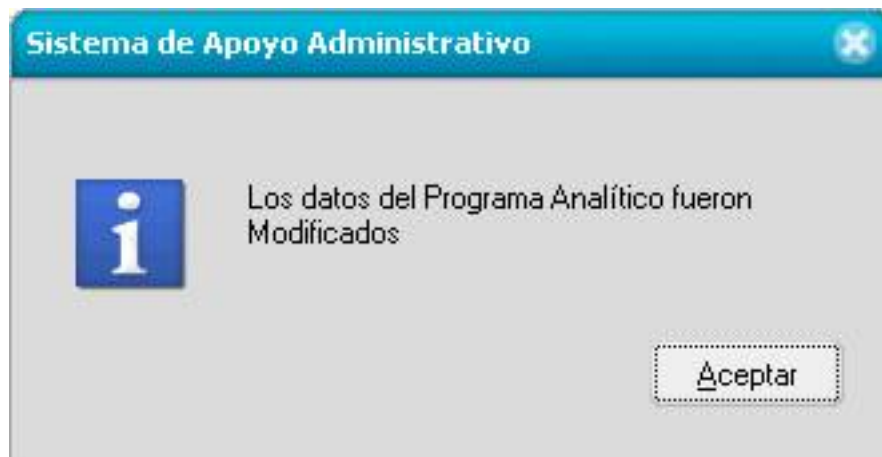 Sistema de Apoyo Administrativo
Los datos del Programa Analítico fueron
Modificados
Aceptar